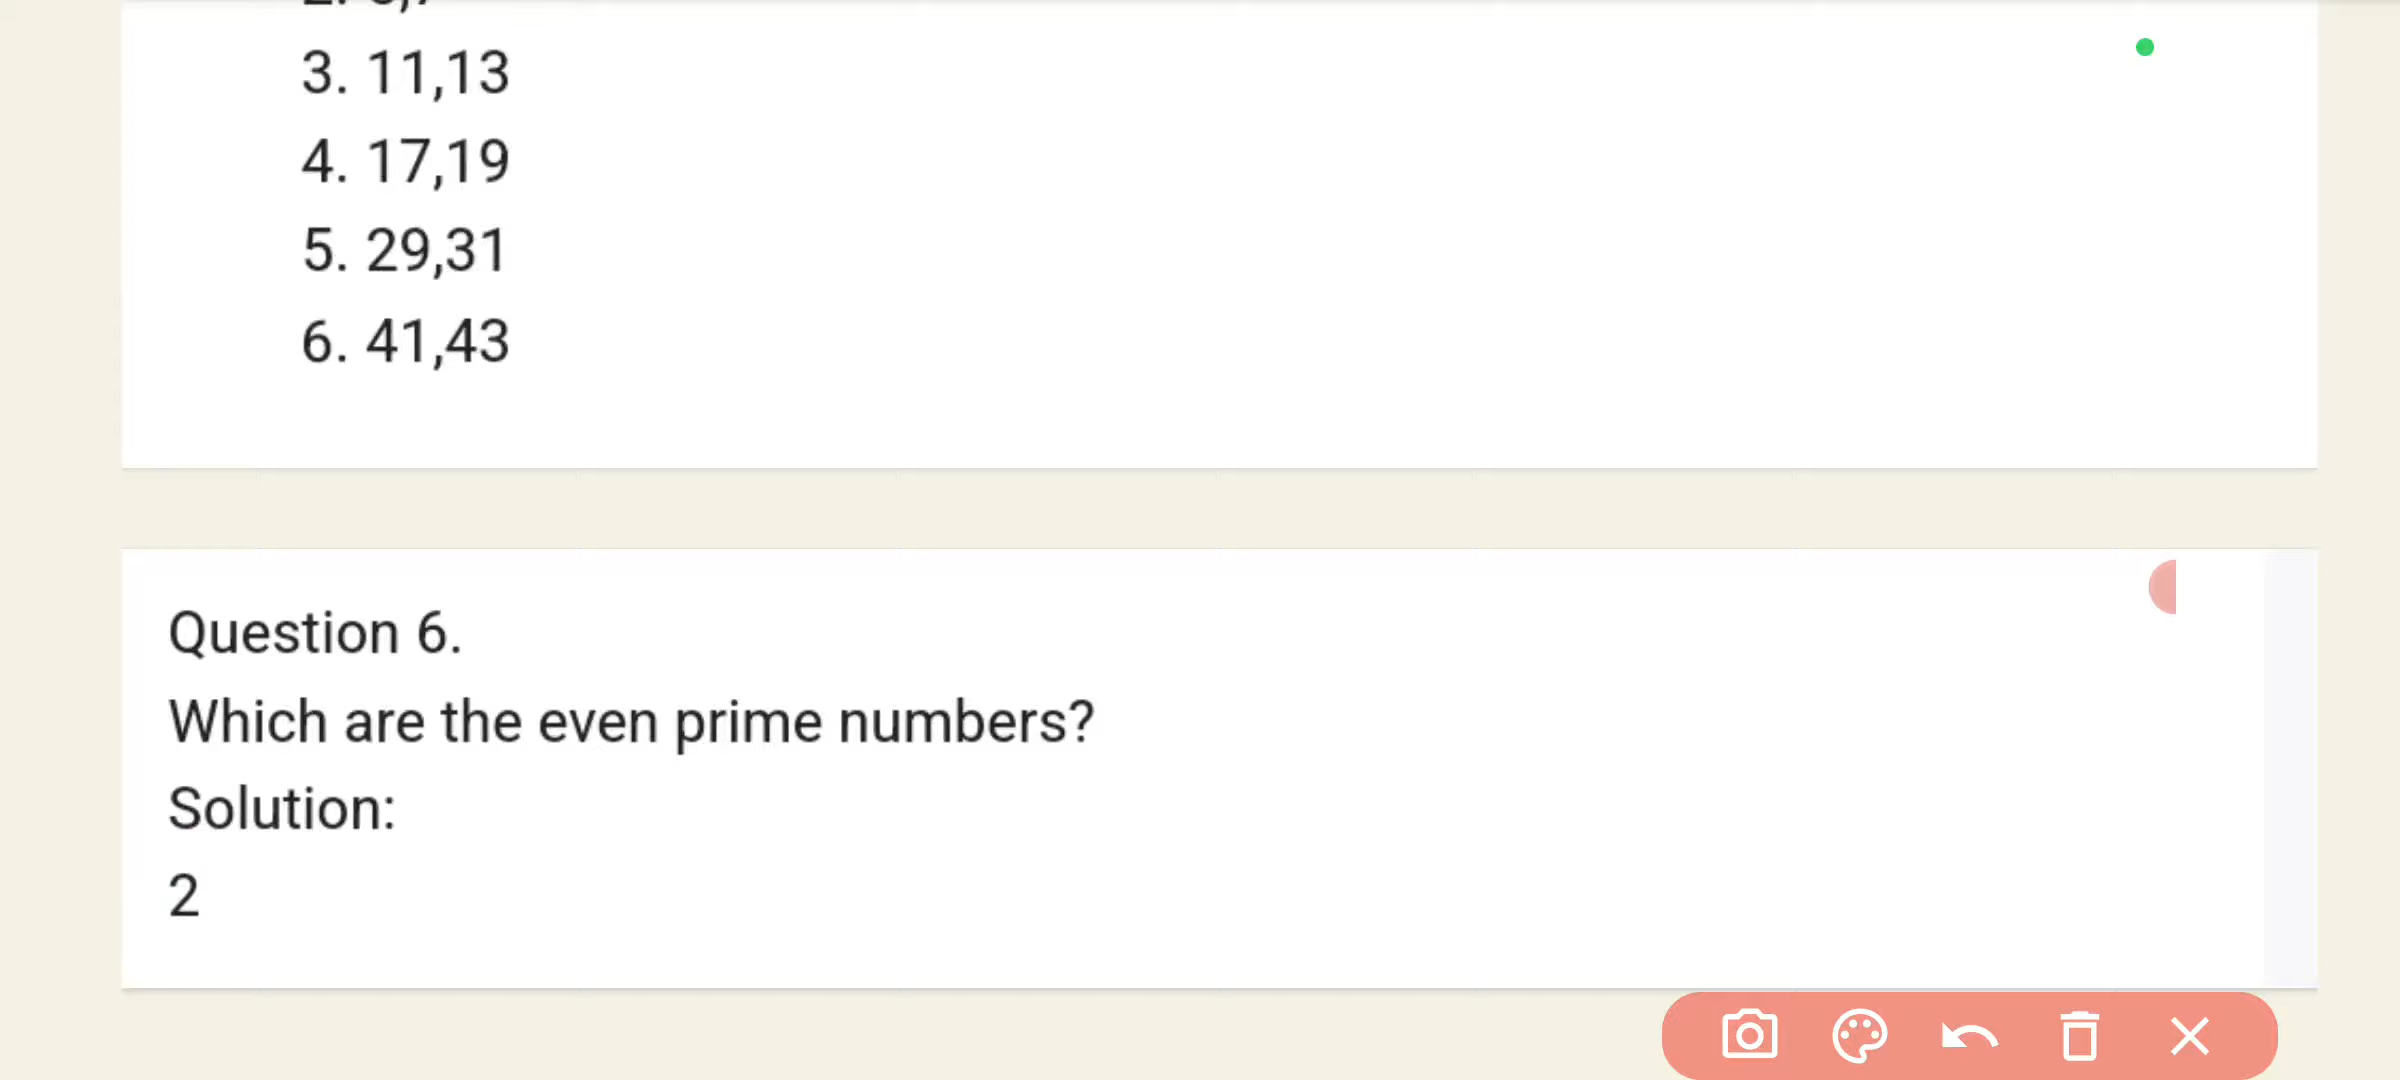 3. 11,13
4. 17,19
5. 29,31
6. 41,43
Question 6.
Which are the even prime numbers?
Solution:
2